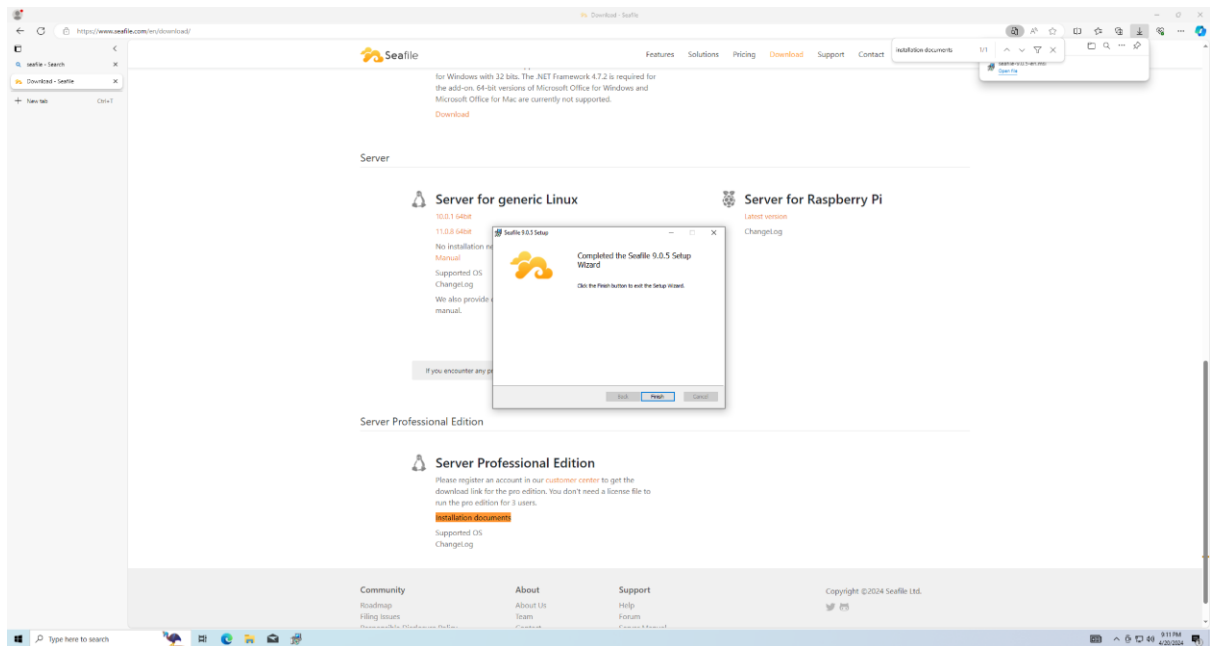 Download - Seafile
https://www.seafile.com/en/download/
seafile - Search
Download - Seafile
New tab
Ctrl+T
Seafile
Features
Solutions
Pricing
Download
Support
Contact
installation documents
1/1
Open file
for Windows with 32 bits. The .NET Framework 4.7.2 is required for
the add-on. 64-bit versions of Microsoft Office for Windows and
Microsoft Office for Mac are currently not supported.
Download
Server
Server for generic Linux
10.0.1 64bit
11.0.8 64bit
No installation ne
Manual
Supported OS
ChangeLog
We also provide
manual.
Server for Raspberry Pi
Latest version
ChangeLog
Seafile 9.0.5 Setup
Completed the Seafile 9.0.5 Setup
Wizard
Click the Finish button to exit the Setup Wizard.
Back
Finish
Cancel
If you encounter any p
Server Professional Edition
Server Professional Edition
Please register an account in our customer center to get the
download link for the pro edition. You don't need a license file to
run the pro edition for 3 users.
Installation documents
Supported OS
ChangeLog
Community
Roadmap
Filing Issues
About
About Us
Team
Contact
Support
Help
Forum
Server Manual
Copyright ©2024 Seafile Ltd.
Type here to search
9:11 PM
4/20/2024